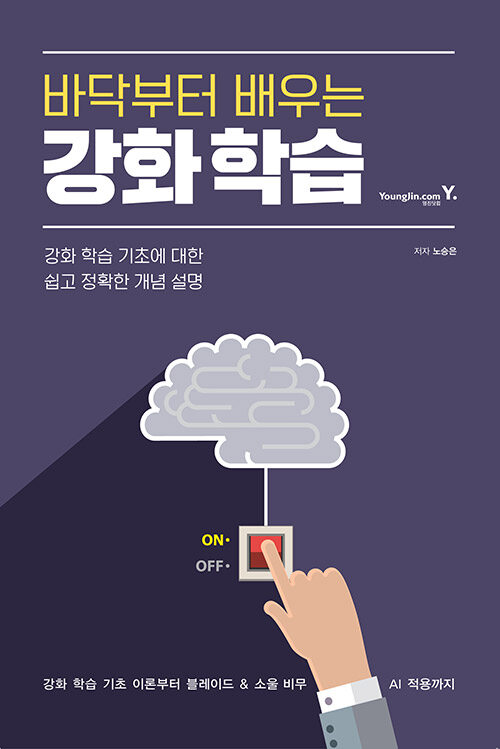 바닥부터 배우는
강화 학습
YoungJin.com Y.
영진닷컴
강화 학습 기초에 대한
쉽고 정확한 개념 설명
저자 노승은
ON
OFF
강화 학습 기초 이론부터 블레이드 & 소울 비무 AI 적용까지